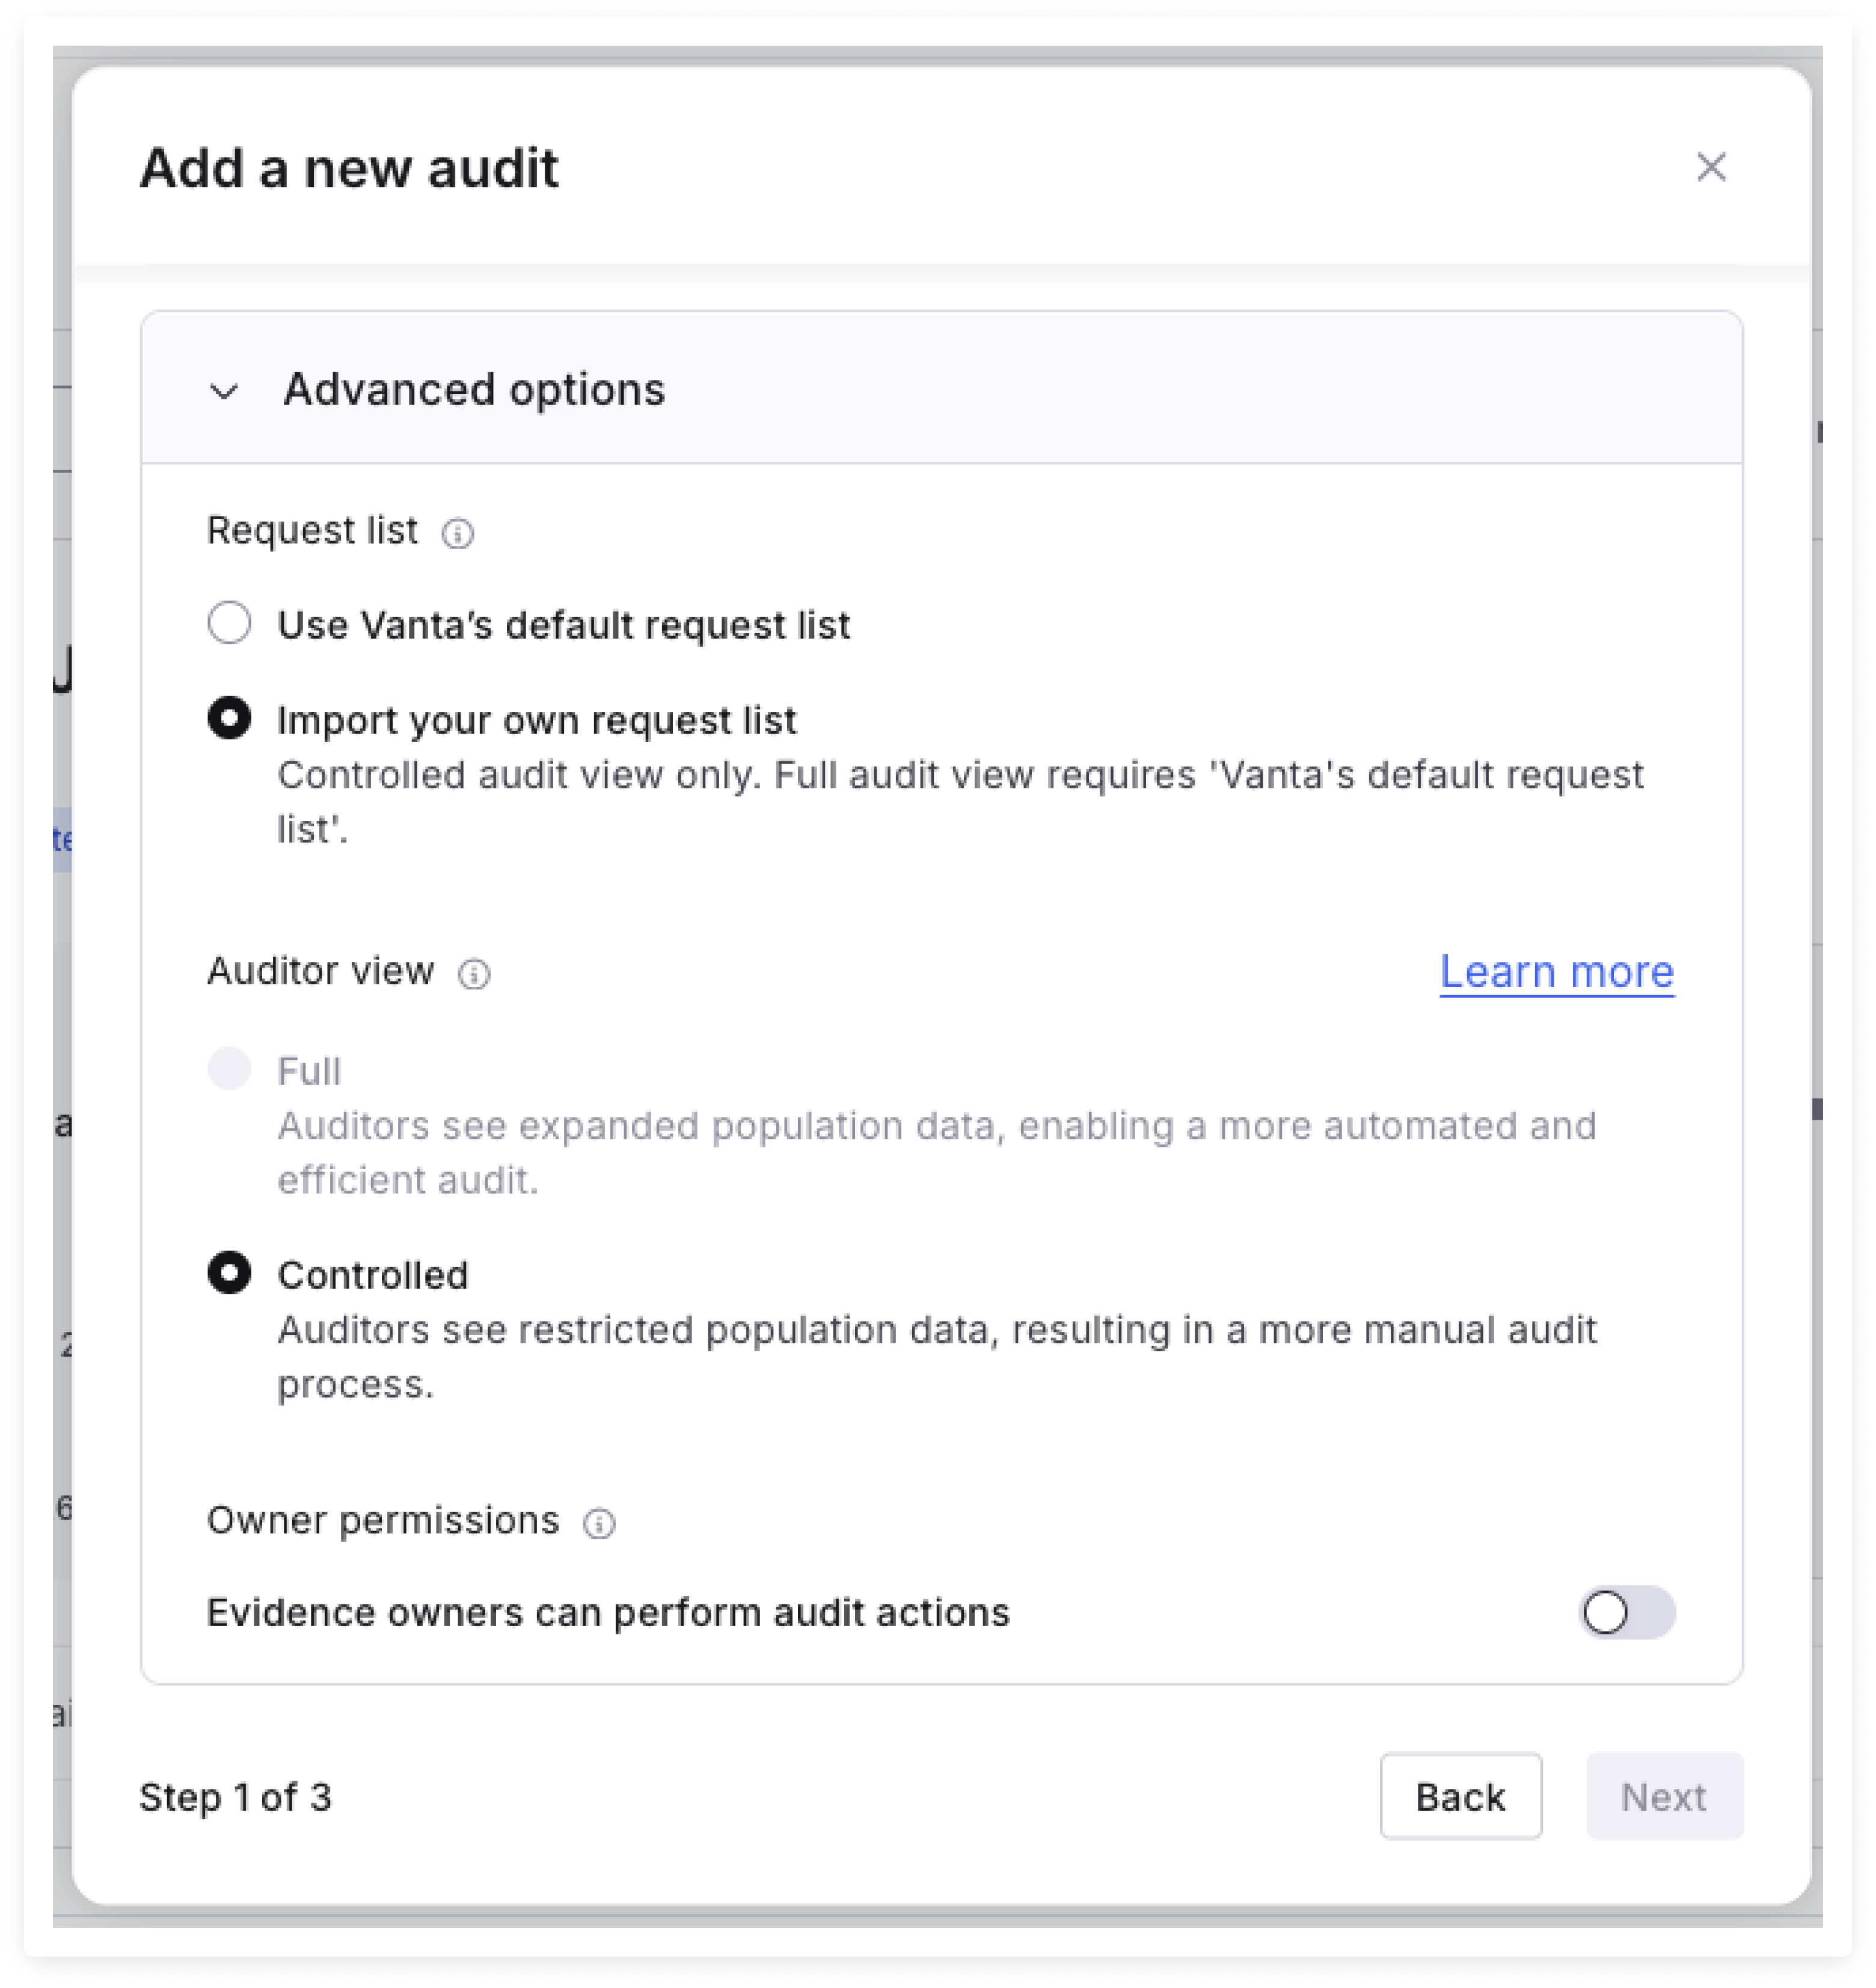 Add a new audit
Advanced options
Request list
Use Vanta’s default request list
Import your own request list
Controlled audit view only. Full audit view requires 'Vanta's default request
list'.
Auditor view
Learn more
Full
Auditors see expanded population data, enabling a more automated and
efficient audit.
Controlled
Auditors see restricted population data, resulting in a more manual audit
process.
Owner permissions
Evidence owners can perform audit actions
Step 1 of 3
Back
Next